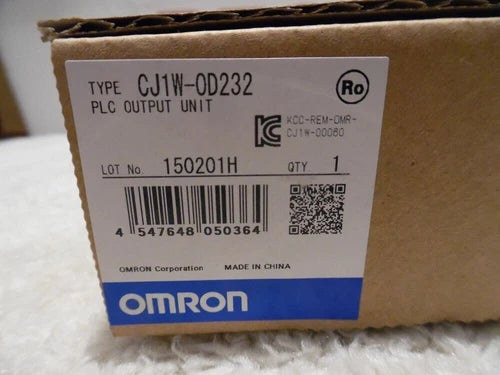 TYPE CJ1W-OD232
PLC OUTPUT UNIT
Ro
KCC-REM-OMR-
CJ1W-00060
LOT No. 150201H QTY. 1
4 547648 050364
OMRON Corporation MADE IN CHINA
OMRON